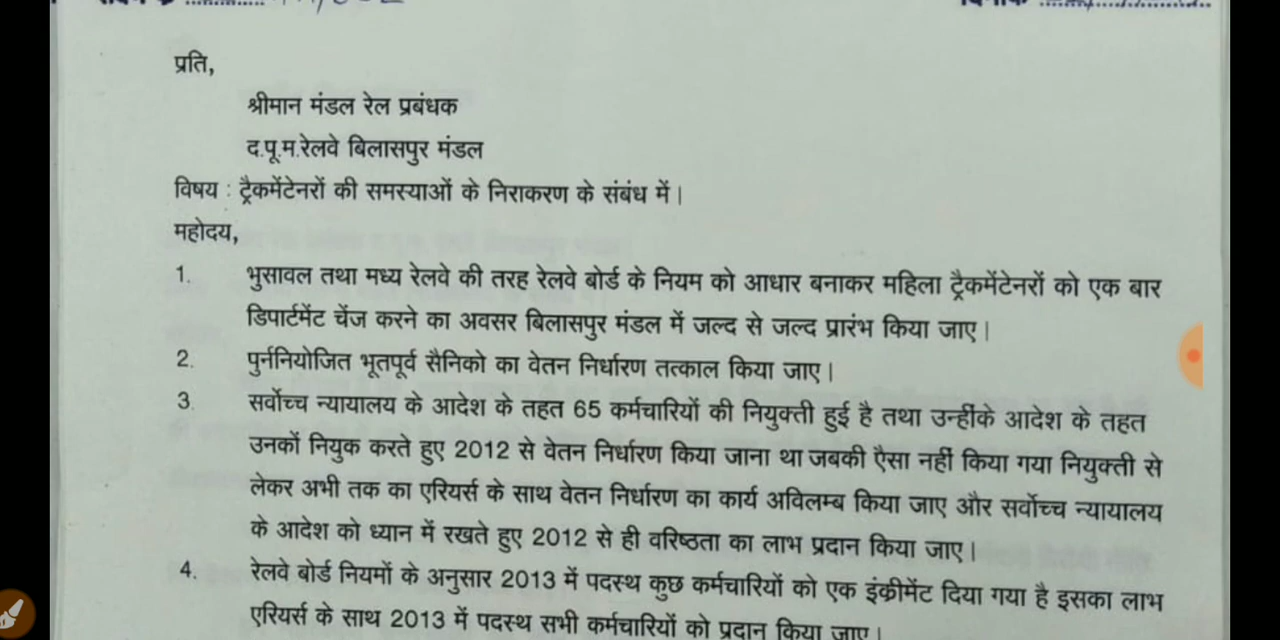 प्रति,
श्रीमान मंडल रेल प्रबंधक
द.पू.म.रेलवे बिलासपुर मंडल
विषय : ट्रैकमेंटेनरों की समस्याओं के निराकरण के संबंध में।
महोदय,
1. भुसावल तथा मध्य रेलवे की तरह रेलवे बोर्ड के नियम को आधार बनाकर महिला ट्रैकमेंटेनरों को एक बार
डिपार्टमेंट चेंज करने का अवसर बिलासपुर मंडल में जल्द से जल्द प्रारंभ किया जाए।
2. पुर्ननियोजित भूतपूर्व सैनिको का वेतन निर्धारण तत्काल किया जाए।
3. सर्वोच्च न्यायालय के आदेश के तहत 65 कर्मचारियों की नियुक्ती हुई है तथा उन्हींके आदेश के तहत
उनकों नियुक करते हुए 2012 से वेतन निर्धारण किया जाना था जबकी ऐसा नहीं किया गया नियुक्ती से
लेकर अभी तक का एरियर्स के साथ वेतन निर्धारण का कार्य अविलम्ब किया जाए और सर्वोच्च न्यायालय
के आदेश को ध्यान में रखते हुए 2012 से ही वरिष्ठता का लाभ प्रदान किया जाए।
4. रेलवे बोर्ड नियमों के अनुसार 2013 में पदस्थ कुछ कर्मचारियों को एक इंक्रीमेंट दिया गया है इसका लाभ
एरियर्स के साथ 2013 में पदस्थ सभी कर्मचारियों को प्रदान किया जाए।